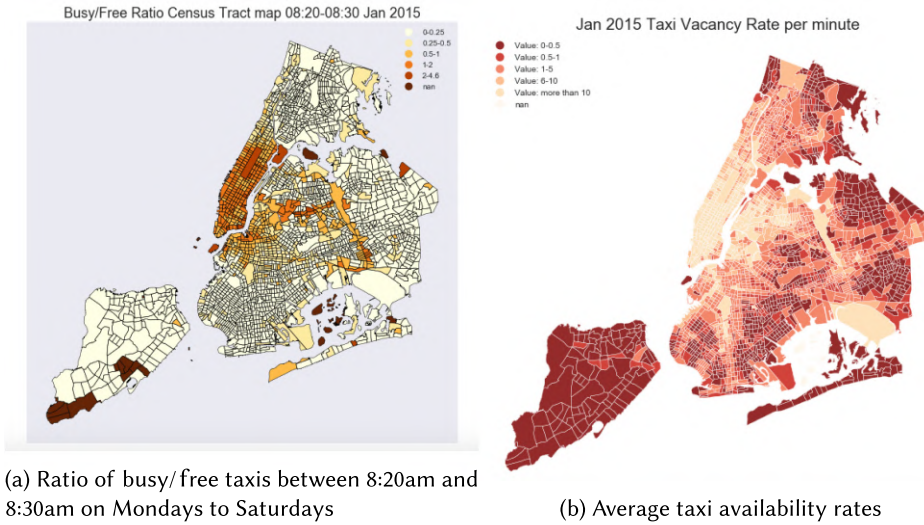 Busy/Free Ratio Census Tract map 08:20-08:30 Jan 2015
0-0.25
0.25-0.5
0.5-1
1-2
2-4.6
nan
Jan 2015 Taxi Vacancy Rate per minute
Value: 0-0.5
Value: 0.5-1
Value: 1-5
Value: 6-10
Value: more than 10
nan
(a) Ratio of busy/free taxis between 8:20am and
8:30am on Mondays to Saturdays
(b) Average taxi availability rates